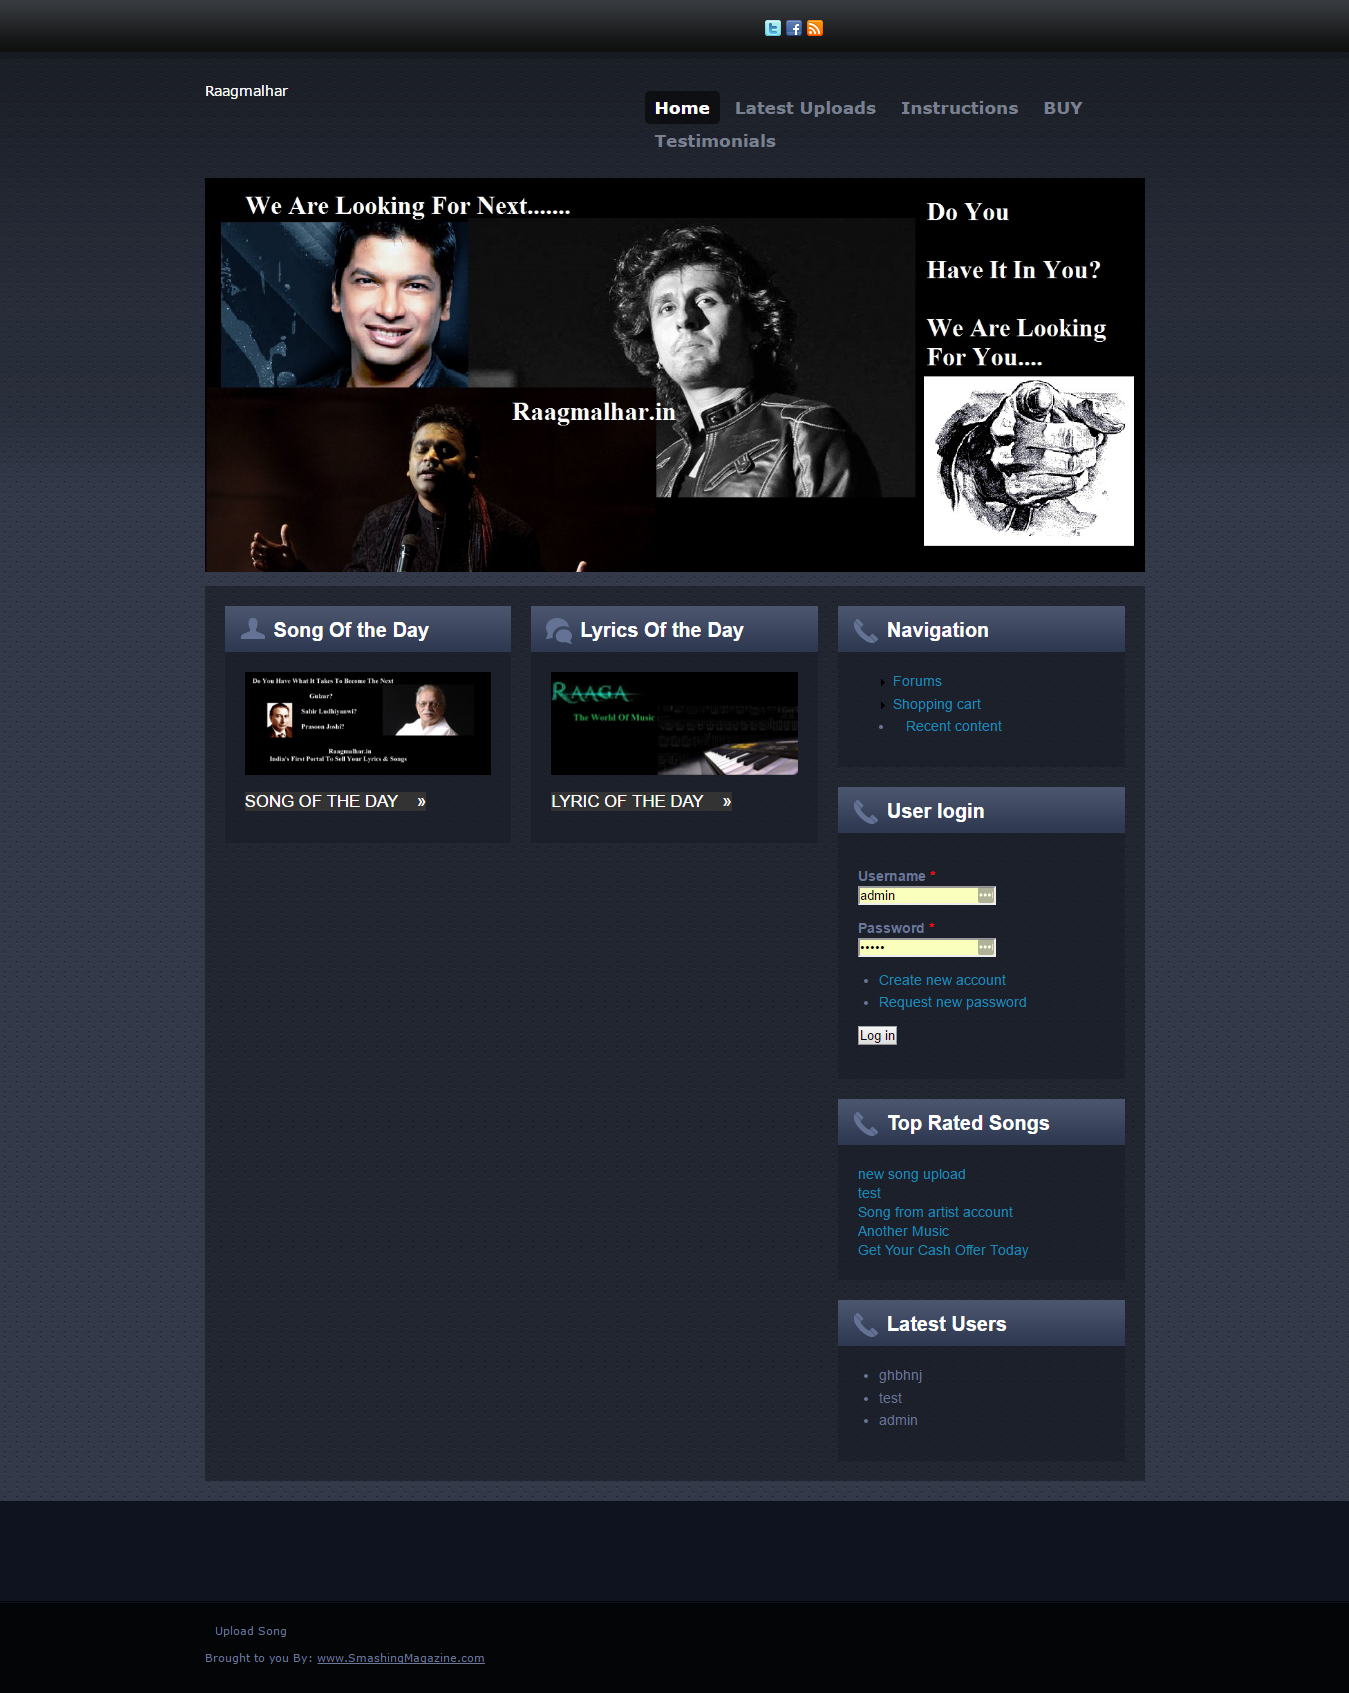 Raagmalhar
Home Latest Uploads Instructions BUY
Testimonials
We Are Looking For Next.......
Do You
Have It In You?
We Are Looking
For You....
Raagmalhar.in
Song Of the Day
Do You Have What It Takes To Become The Next
Gulzar?
Sahir Ludhiyanwi?
Prasoon Joshi?
Raagmalhar.in
India's First Portal To Sell Your Lyrics & Songs
SONG OF THE DAY »
Lyrics Of the Day
RAAGA
The World Of Music
LYRIC OF THE DAY »
Navigation
Forums
Shopping cart
Recent content
User login
Username *
admin
Password *
•••••
Create new account
Request new password
Log in
Top Rated Songs
new song upload
test
Song from artist account
Another Music
Get Your Cash Offer Today
Latest Users
ghbhnj
test
admin
Upload Song
Brought to you By: www.SmashingMagazine.com